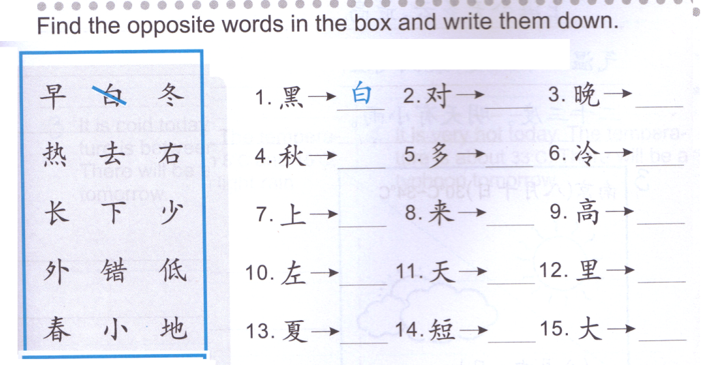 Find the opposite words in the box and write them down.
早 白 冬
热 去 右
长 下 少
外 错 低
春 小 地
1. 黑→ 白 2. 对→ 3. 晚→
4. 秋→ 5. 多→ 6. 冷→
7. 上→ 8. 来→ 9. 高→
10. 左→ 11. 天→ 12. 里→
13. 夏→ 14. 短→ 15. 大→